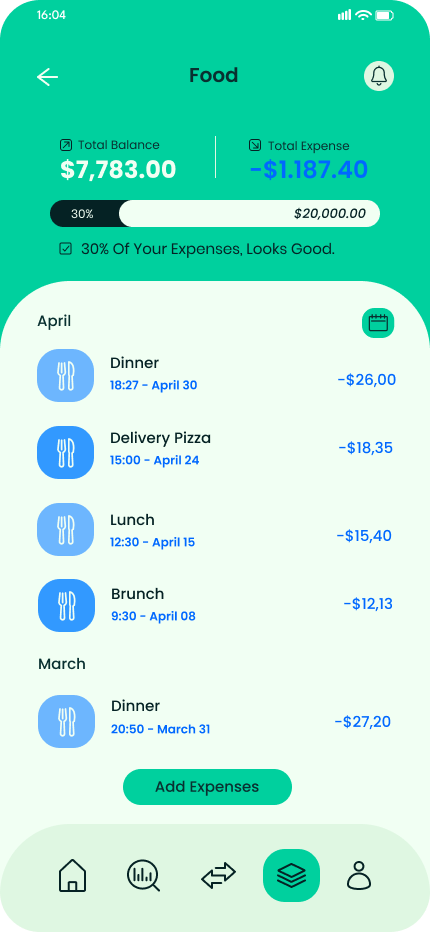 16:04
Food
Total Balance
$7,783.00
Total Expense
-$1.187.40
30%
$20,000.00
30% Of Your Expenses, Looks Good.
April
Dinner
18:27 - April 30
-$26,00
Delivery Pizza
15:00 - April 24
-$18,35
Lunch
12:30 - April 15
-$15,40
Brunch
9:30 - April 08
-$12,13
March
Dinner
20:50 - March 31
-$27,20
Add Expenses